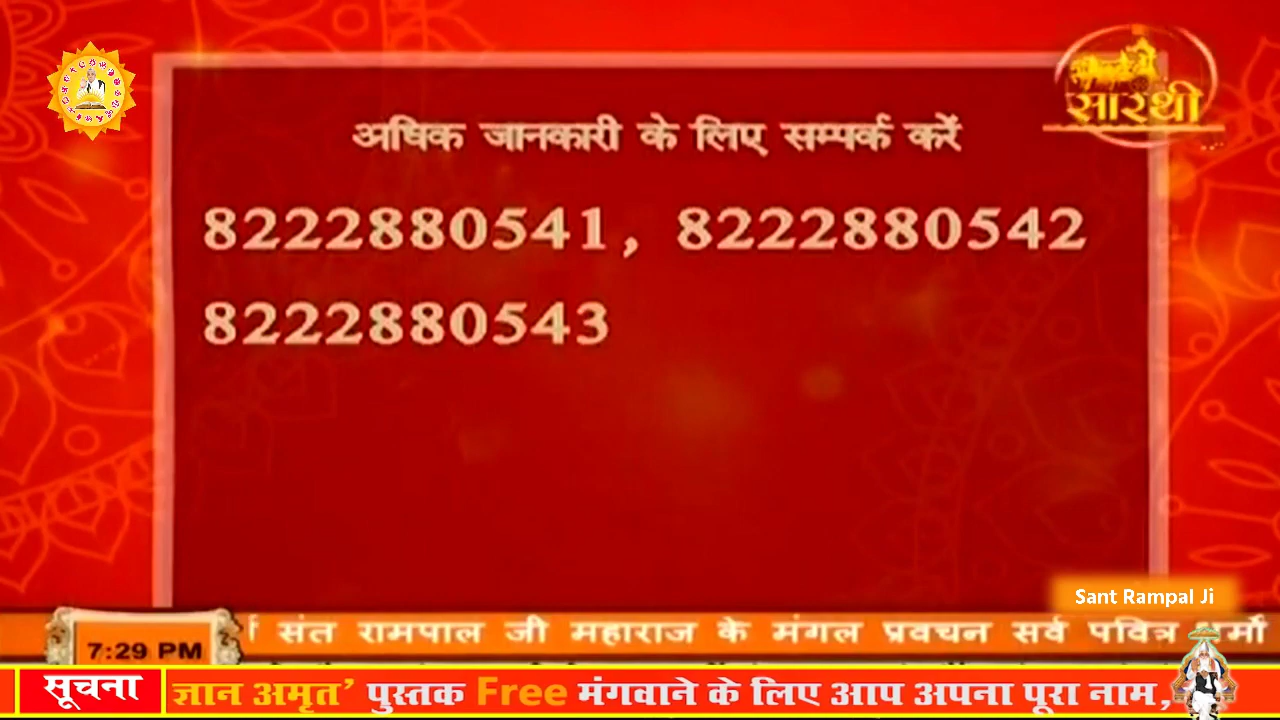 सारथी
अधिक जानकारी के लिए सम्पर्क करें
8222880541, 8222880542
8222880543
Sant Rampal Ji
संत रामपाल जी महाराज के मंगल प्रवचन सर्व पवित्र
7:29 PM
सूचना
ज्ञान अमृत’ पुस्तक Free मंगवाने के लिए आप अपना पूरा नाम,